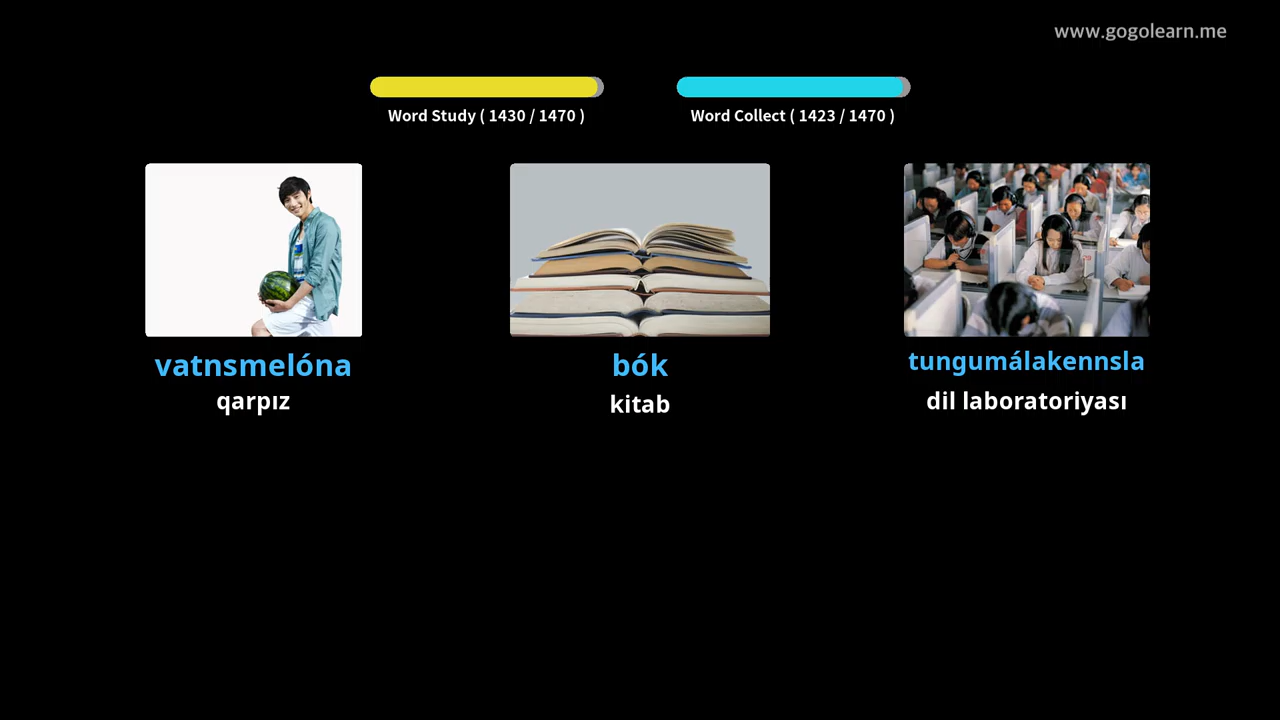 www.gogolearn.me
Word Study ( 1430 / 1470 )
Word Collect ( 1423 / 1470 )
vatnsmelóna
qarpız
bók
kitab
tungumálakennsla
dil laboratoriyası